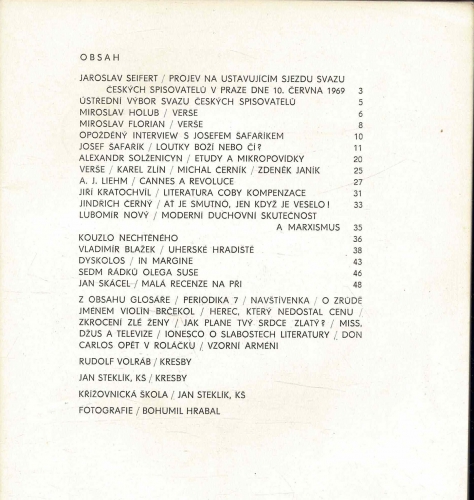 OBSAH
JAROSLAV SEIFERT / PROJEV NA USTAVUJÍCÍM SJEZDU SVAZU
ČESKÝCH SPISOVATELŮ V PRAZE DNE 10. ČERVNA 1969 3
ÚSTŘEDNÍ VÝBOR SVAZU ČESKÝCH SPISOVATELŮ 5
MIROSLAV HOLUB / VERŠE 6
MIROSLAV FLORIAN / VERŠE 8
OPOŽDĚNÝ INTERVIEW S JOSEFEM ŠAFAŘÍKEM 10
JOSEF ŠAFAŘÍK / LOUTKY BOŽÍ NEBO ČÍ? 11
ALEXANDR SOLŽENICYN / ETUDY A MIKROPOVÍDKY 20
VERŠE / KAREL ZLÍN / MICHAL ČERNÍK / ZDENĚK JANÍK 25
A. J. LIEHM / CANNES A REVOLUCE 27
JIŘÍ KRATOCHVIL / LITERATURA COBY KOMPENZACE 31
JINDŘICH ČERNÝ / AŤ JE SMUTNO, JEN KDYŽ JE VESELO! 33
LUBOMÍR NOVÝ / MODERNÍ DUCHOVNÍ SKUTEČNOST
A MARXISMUS 35
KOUZLO NECHTĚNÉHO 36
VLADIMÍR BLAŽEK / UHERSKÉ HRADIŠTĚ 38
DYSKOLOS / IN MARGINE 43
SEDM ŘÁDKŮ OLEGA SUSE 46
JAN SKÁCEL / MALÁ RECENZE NA PŘÍ 48
Z OBSAHU GLOSÁŘE / PERIODIKA 7 / NAVŠTÍVENKA / O ZRŮDĚ
JMÉNEM VIOLIN BRČEKOL / HEREC, KTERÝ NEDOSTAL CENU /
ZKROCENÍ ZLÉ ŽENY / JAK PLANE TVÝ SRDCE ZLATÝ? / MISS,
DŽUS A TELEVIZE / IONESCO O SLABOSTECH LITERATURY / DON
CARLOS OPĚT V ROLÁČKU / VZORNÍ ARMÉNI
RUDOLF VOLRÁB / KRESBY
JAN STEKLÍK, KŠ / KRESBY
KŘIŽOVNICKÁ ŠKOLA / JAN STEKLÍK, KŠ
FOTOGRAFIE / BOHUMIL HRABAL